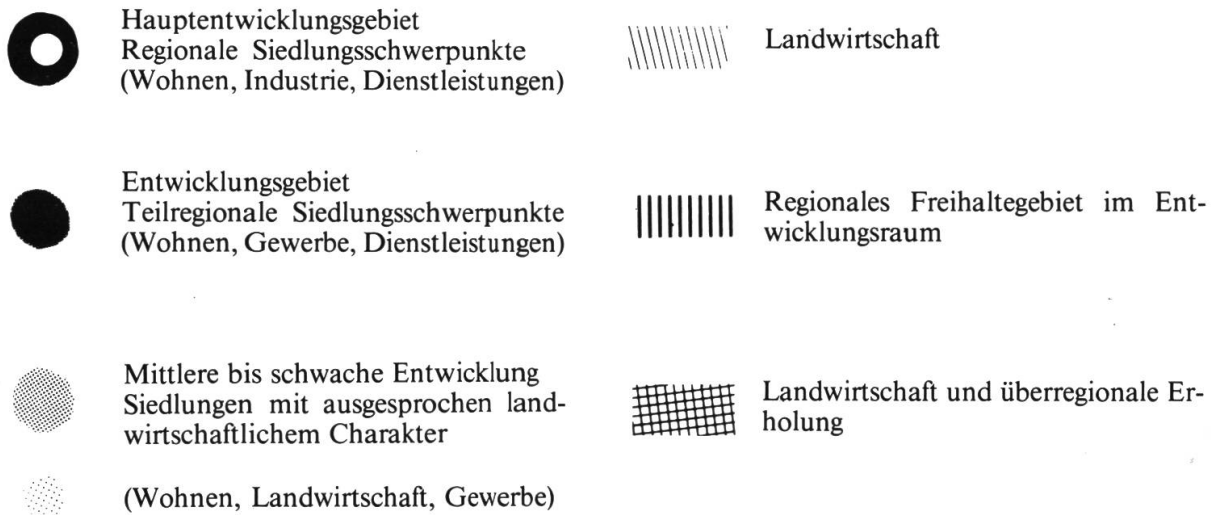 Hauptentwicklungsgebiet
Regionale Siedlungsschwerpunkte
(Wohnen, Industrie, Dienstleistungen)
Entwicklungsgebiet
Teilregionale Siedlungsschwerpunkte
(Wohnen, Gewerbe, Dienstleistungen)
Mittlere bis schwache Entwicklung
Siedlungen mit ausgesprochen land-
wirtschaftlichem Charakter
(Wohnen, Landwirtschaft, Gewerbe)
Landwirtschaft
Regionales Freihaltegebiet im Ent-
wicklungsraum
Landwirtschaft und überregionale Er-
holung